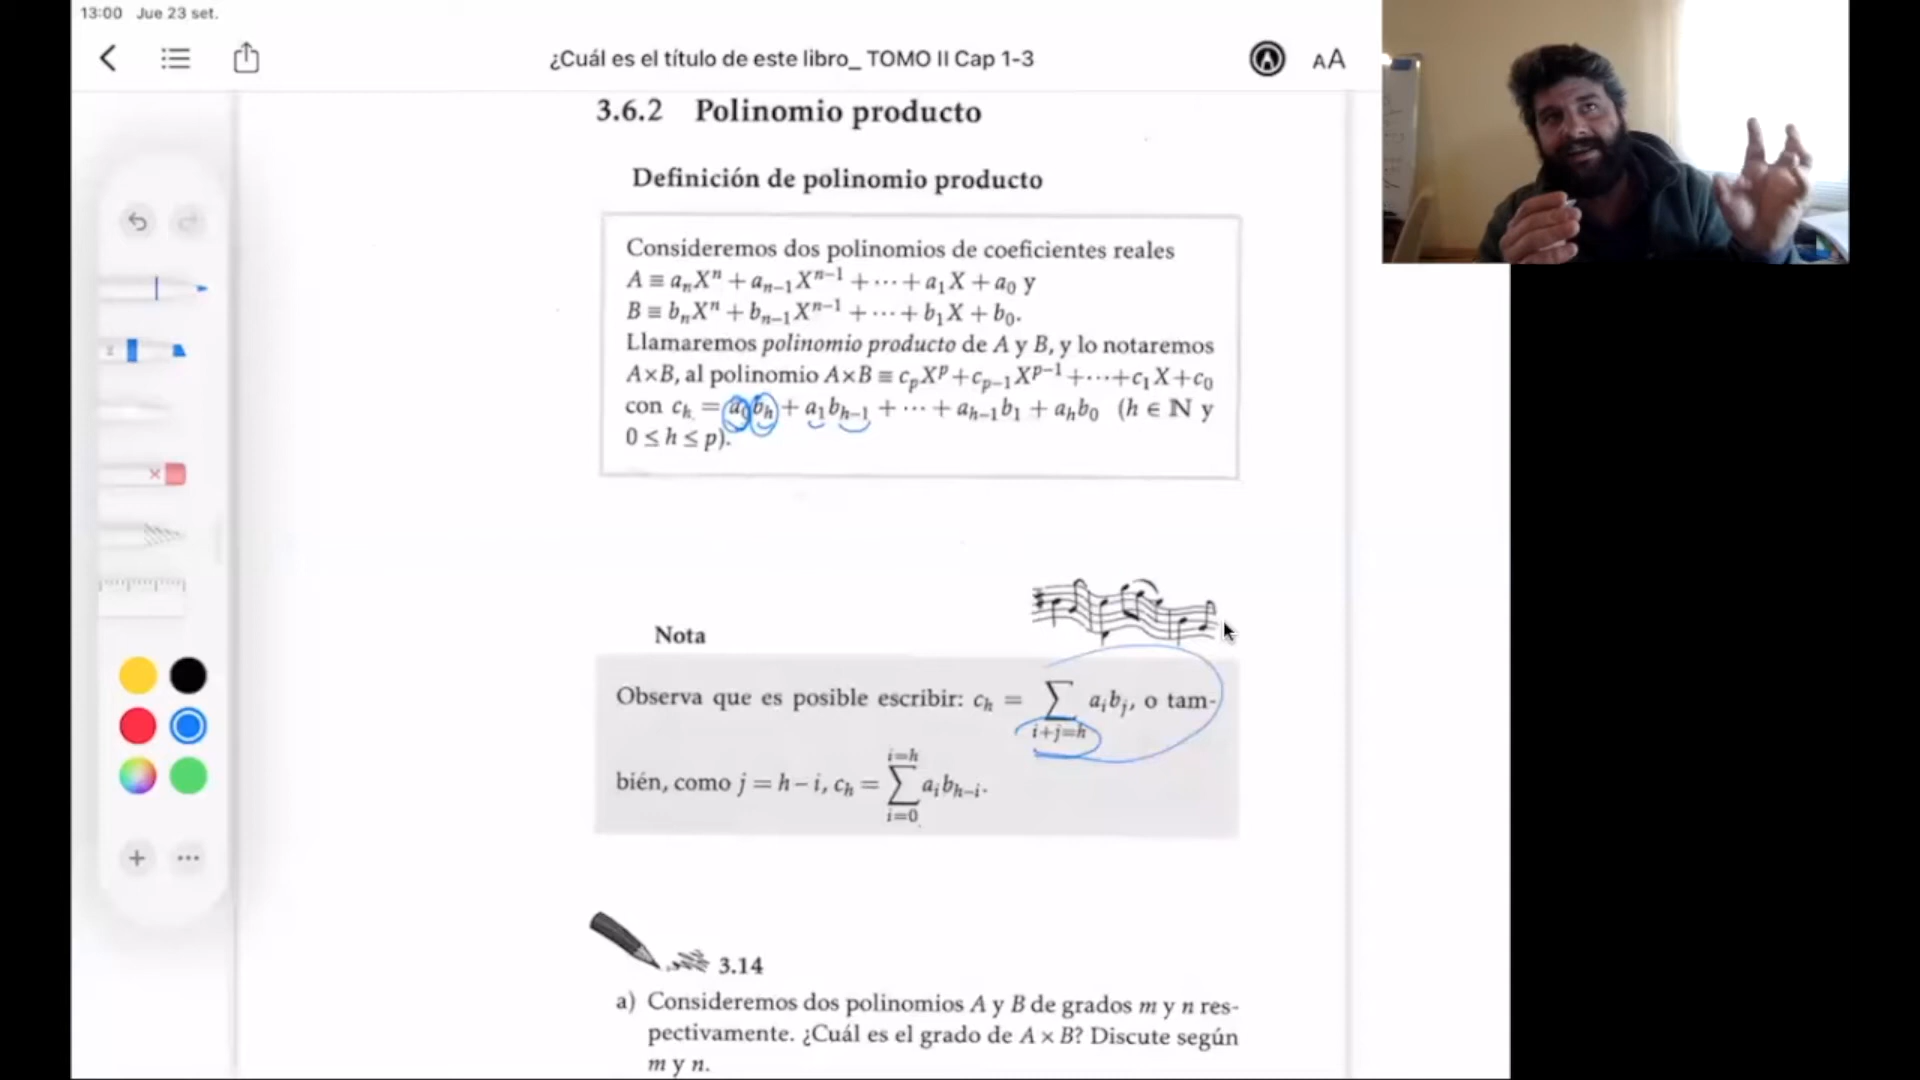 13:00 Jue 23 set.
¿Cuál es el título de este libro_ TOMO II Cap 1-3
AA
3.6.2 Polinomio producto
Definición de polinomio producto
Consideremos dos polinomios de coeficientes reales
A ≡ aₙXⁿ + aₙ₋₁Xⁿ⁻¹ + ⋯ + a₁X + a₀ y
B ≡ bₙXⁿ + bₙ₋₁Xⁿ⁻¹ + ⋯ + b₁X + b₀.
Llamaremos polinomio producto de A y B, y lo notaremos
A×B, al polinomio A×B ≡ cₚXᵖ + cₚ₋₁Xᵖ⁻¹ + ⋯ + c₁X + c₀
con cₕ = a₀bₕ + a₁bₕ₋₁ + ⋯ + aₕ₋₁b₁ + aₕb₀ (h ∈ ℕ y
0 ≤ h ≤ p).
Nota
Observa que es posible escribir: cₕ = ∑ aᵢbⱼ, o tam-
i+j=h
i=h
bién, como j = h – i, cₕ = ∑ aᵢbₕ₋ᵢ.
i=0
3.14
a) Consideremos dos polinomios A y B de grados m y n res-
pectivamente. ¿Cuál es el grado de A × B? Discute según
m y n.